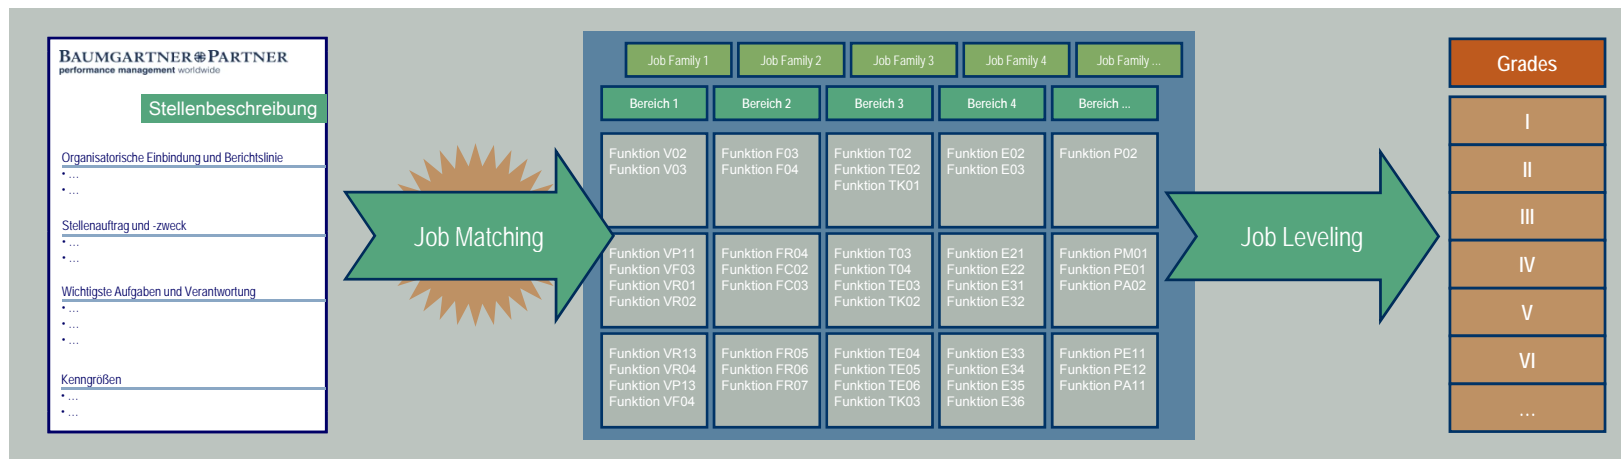 BAUMGARTNER PARTNER
performance management worldwide
Stellenbeschreibung
Organisatorische Einbindung und Berichtslinie
• ...
• ...
Stellenauftrag und -zweck
• ...
• ...
Wichtigste Aufgaben und Verantwortung
• ...
• ...
• ...
Kenngrößen
• ...
• ...
Job Matching
Job Family 1
Job Family 2
Job Family 3
Job Family 4
Job Family ...
Bereich 1
Bereich 2
Bereich 3
Bereich 4
Bereich ...
Funktion V02
Funktion V03
Funktion F03
Funktion F04
Funktion T02
Funktion TE02
Funktion TK01
Funktion E02
Funktion E03
Funktion P02
Funktion VP11
Funktion VF03
Funktion VR01
Funktion VR02
Funktion FR04
Funktion FC02
Funktion FC03
Funktion T03
Funktion T04
Funktion TE03
Funktion TK02
Funktion E21
Funktion E22
Funktion E31
Funktion E32
Funktion PM01
Funktion PE01
Funktion PA02
Funktion VR13
Funktion VR04
Funktion VP13
Funktion VF04
Funktion FR05
Funktion FR06
Funktion FR07
Funktion TE04
Funktion TE05
Funktion TE06
Funktion TK03
Funktion E33
Funktion E34
Funktion E35
Funktion E36
Funktion PE11
Funktion PE12
Funktion PA11
Job Leveling
Grades
I
II
III
IV
V
VI
...